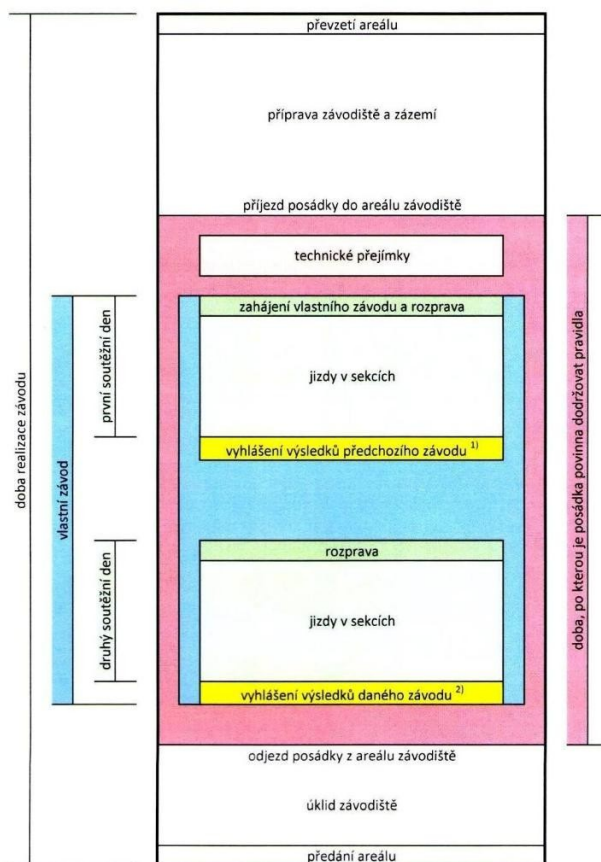 převzetí areálu
příprava závodiště a zázemí
příjezd posádky do areálu závodiště
technické přejímky
zahájení vlastního závodu a rozprava
jizdy v sekcích
vyhlášení výsledků předchozího závodu 1)
rozprava
jizdy v sekcích
vyhlášení výsledků daného závodu 2)
odjezd posádky z areálu závodiště
úklid závodiště
předání areálu
doba realizace závodu
vlastní závod
první soutěžní den
druhý soutěžní den
doba, po kterou je posádka povinna dodržovat pravidla